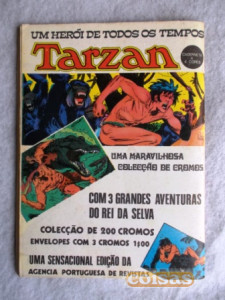 UM HERÓI DE TODOS OS TEMPOS
TARZAN
UMA MARAVILHOSA
COLECÇÃO DE CROMOS
COM 3 GRANDES AVENTURAS
DO REI DA SELVA
COLECÇÃO DE 200 CROMOS
ENVELOPES COM 3 CROMOS 1$00
UMA SENSACIONAL EDIÇÃO DA
AGENCIA PORTUGUESA DE REVISTAS
coisas